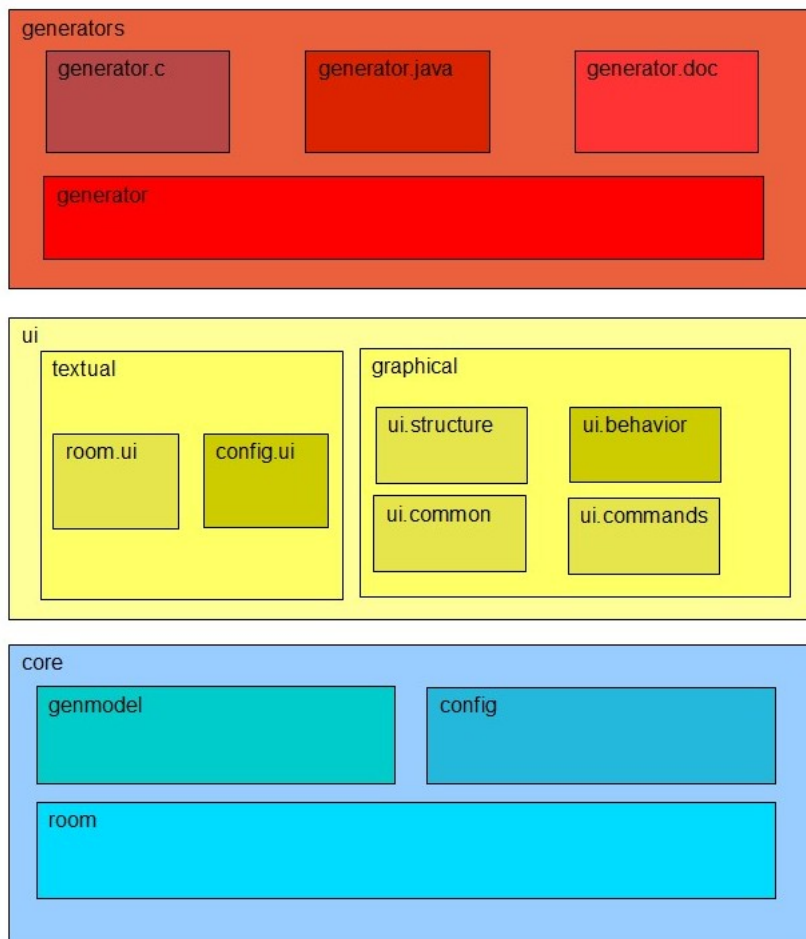 generators
generator.c
generator.java
generator.doc
generator
ui
textual
room.ui
config.ui
graphical
ui.structure
ui.behavior
ui.common
ui.commands
core
genmodel
config
room